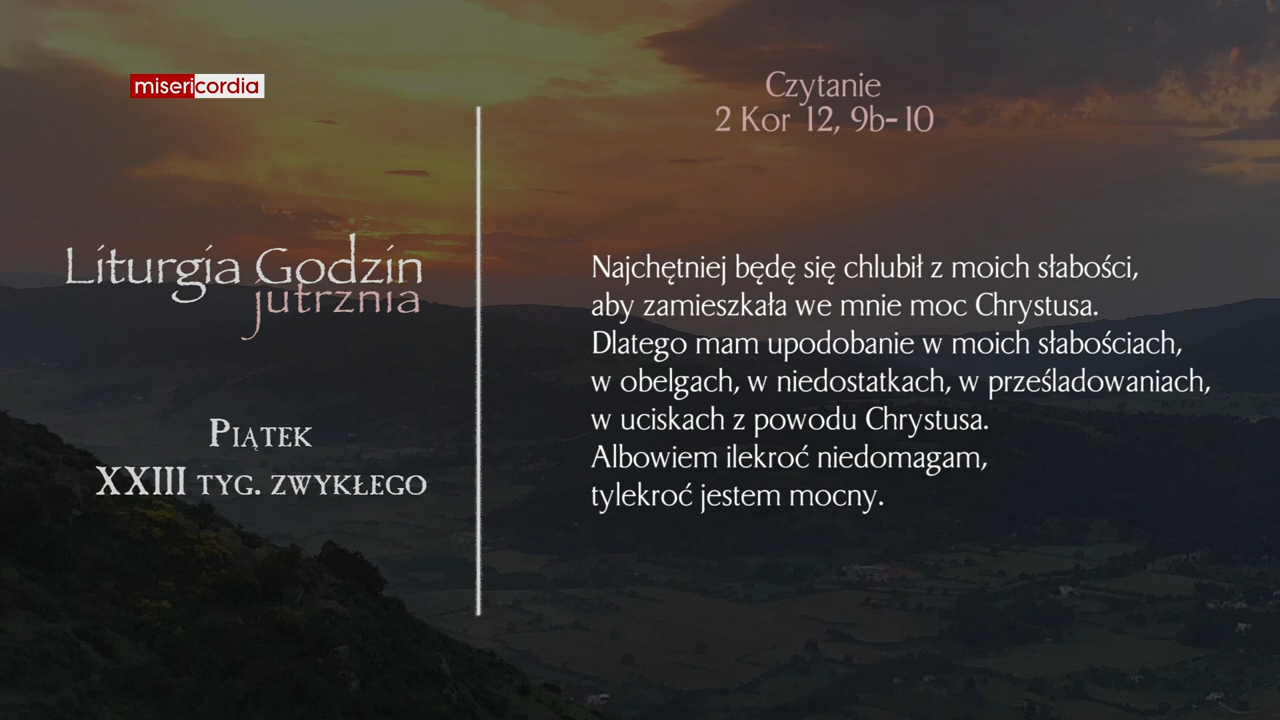 misericordia
Liturgia Godzin
jutrznia
Piątek
XXIII tyg. zwykłego
Czytanie
2 Kor 12, 9b-10
Najchętniej będę się chlubił z moich słabości,
aby zamieszkała we mnie moc Chrystusa.
Dlatego mam upodobanie w moich słabościach,
w obelgach, w niedostatkach, w prześladowaniach,
w uciskach z powodu Chrystusa.
Albowiem ilekroć niedomagam,
tylekroć jestem mocny.